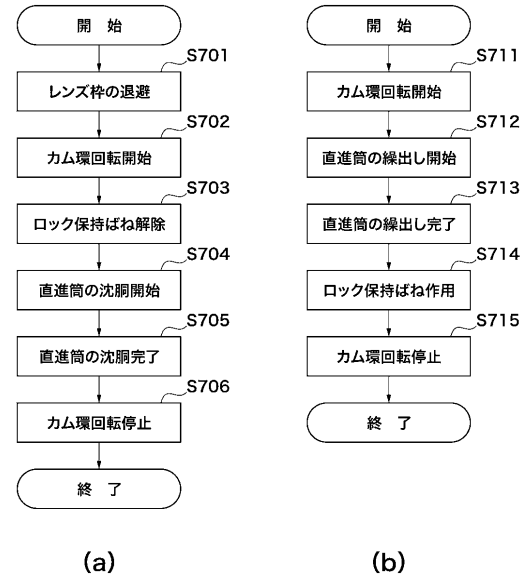 開 始
S701
レンズ枠の退避
S702
カム環回転開始
S703
ロック保持ばね解除
S704
直進筒の沈胴開始
S705
直進筒の沈胴完了
S706
カム環回転停止
終 了
(a)
開 始
S711
カム環回転開始
S712
直進筒の繰出し開始
S713
直進筒の繰出し完了
S714
ロック保持ばね作用
S715
カム環回転停止
終 了
(b)